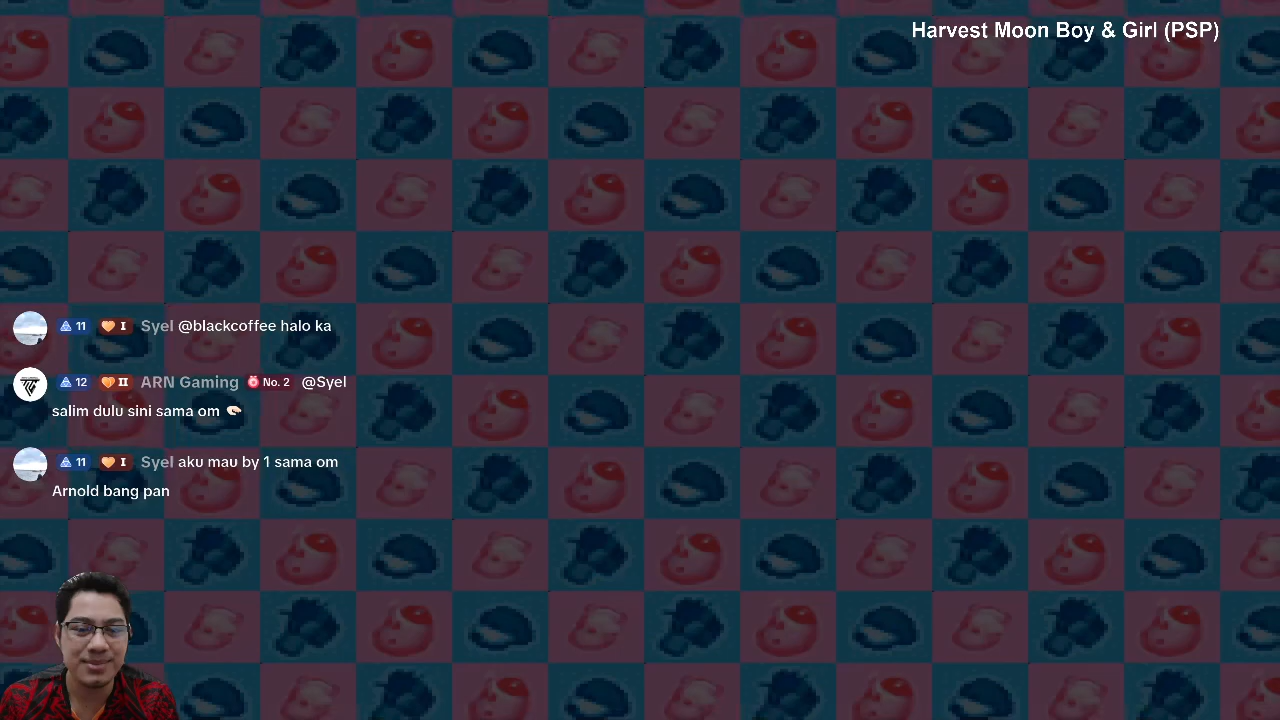 Harvest Moon Boy & Girl (PSP)
11 I Syel @blackcoffee halo ka
12 II ARN Gaming No. 2 @Syel
salim dulu sini sama om
11 I Syel aku mau by 1 sama om
Arnold bang pan